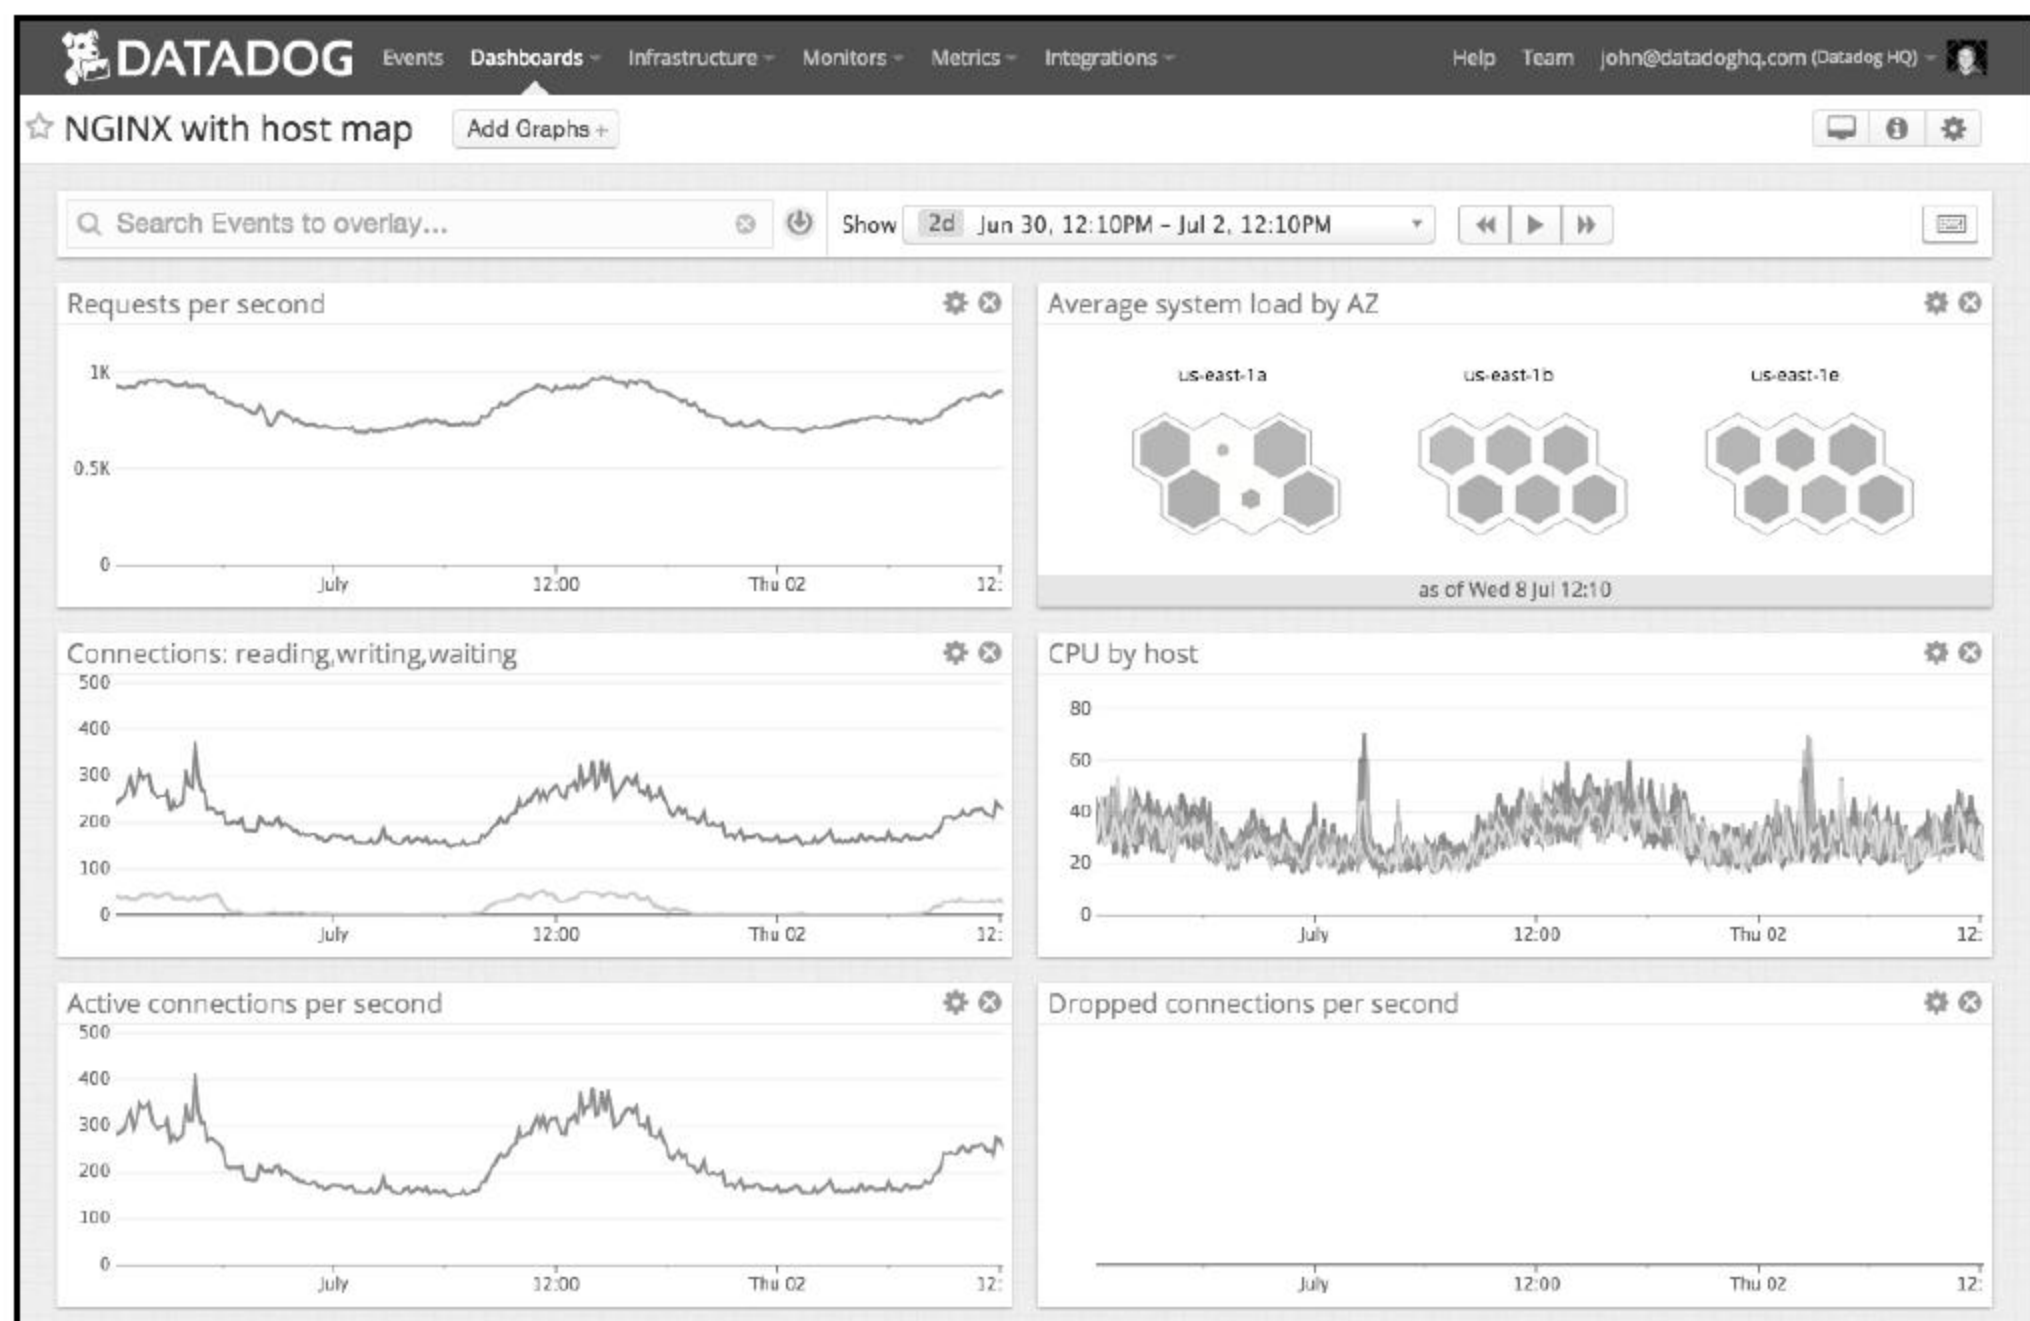 DATADOG Events Dashboards Infrastructure Monitors Metrics Integrations Help Team john@datadoghq.com (Datadog HQ)
NGINX with host map Add Graphs +
Search Events to overlay... Show 2d Jun 30, 12:10PM – Jul 2, 12:10PM
Requests per second
1K
0.5K
0
July 12:00 Thu 02 12:
Average system load by AZ
us-east-1a us-east-1b us-east-1e
as of Wed 8 Jul 12:10
Connections: reading,writing,waiting
500
400
300
200
100
0
July 12:00 Thu 02 12:
CPU by host
80
60
40
20
0
July 12:00 Thu 02 12:
Active connections per second
500
400
300
200
100
0
July 12:00 Thu 02 12:
Dropped connections per second
July 12:00 Thu 02 12: